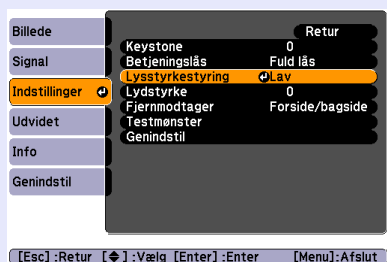 Billede
Signal
Indstillinger
Udvidet
Info
Genindstil
Retur
Keystone 0
Betjeningslås Fuld lås
Lysstyrkestyring Lav
Lydstyrke 0
Fjernmodtager Forside/bagside
Testmønster
Genindstil
[Esc] :Retur [◆] :Vælg [Enter] :Enter [Menu]:Afslut